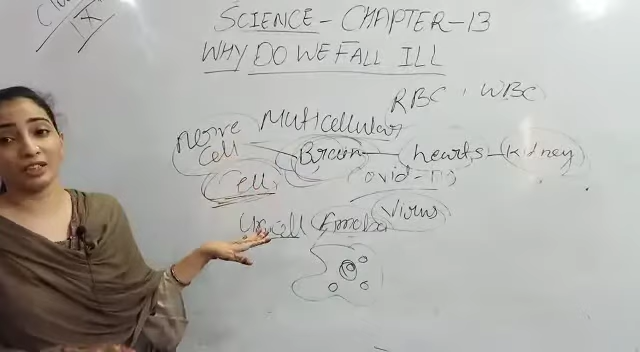 SCIENCE - CHAPTER-13
WHY DO WE FALL ILL
RBC, WBC
nerve Multicellular
Cell Brain hearts Kidney
Cell Covid-19
Unicell Amoeba Virus